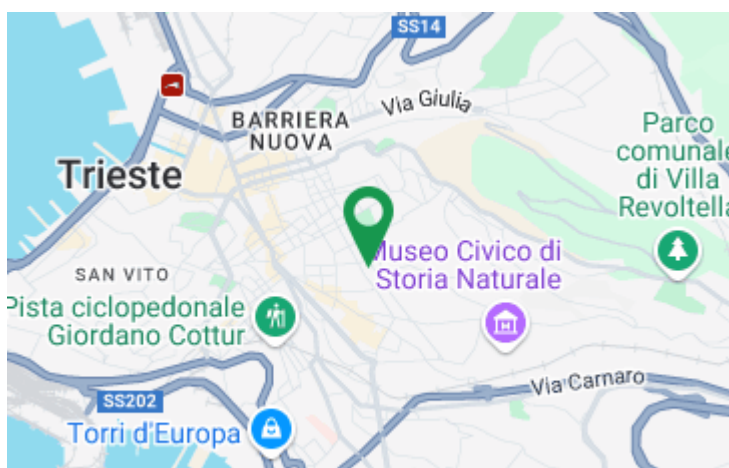 SS14
Via Giulia
BARRIERA
NUOVA
Parco
comunale
di Villa
Revoltella
Trieste
Museo Civico di
Storia Naturale
SAN VITO
Pista ciclopedonale
Giordano Cottur
Via Carnaro
SS202
Torri d'Europa